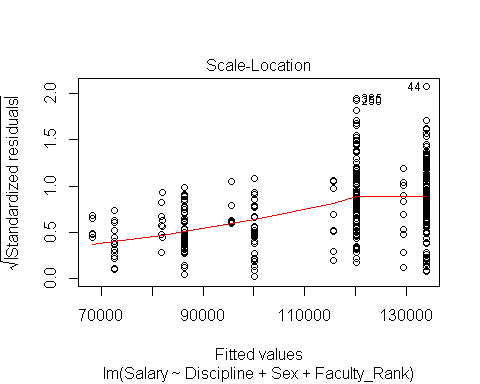 Scale-Location
√|Standardized residuals|
2.0
1.5
1.0
0.5
0.0
44
250
70000 90000 110000 130000
Fitted values
lm(Salary ~ Discipline + Sex + Faculty_Rank)